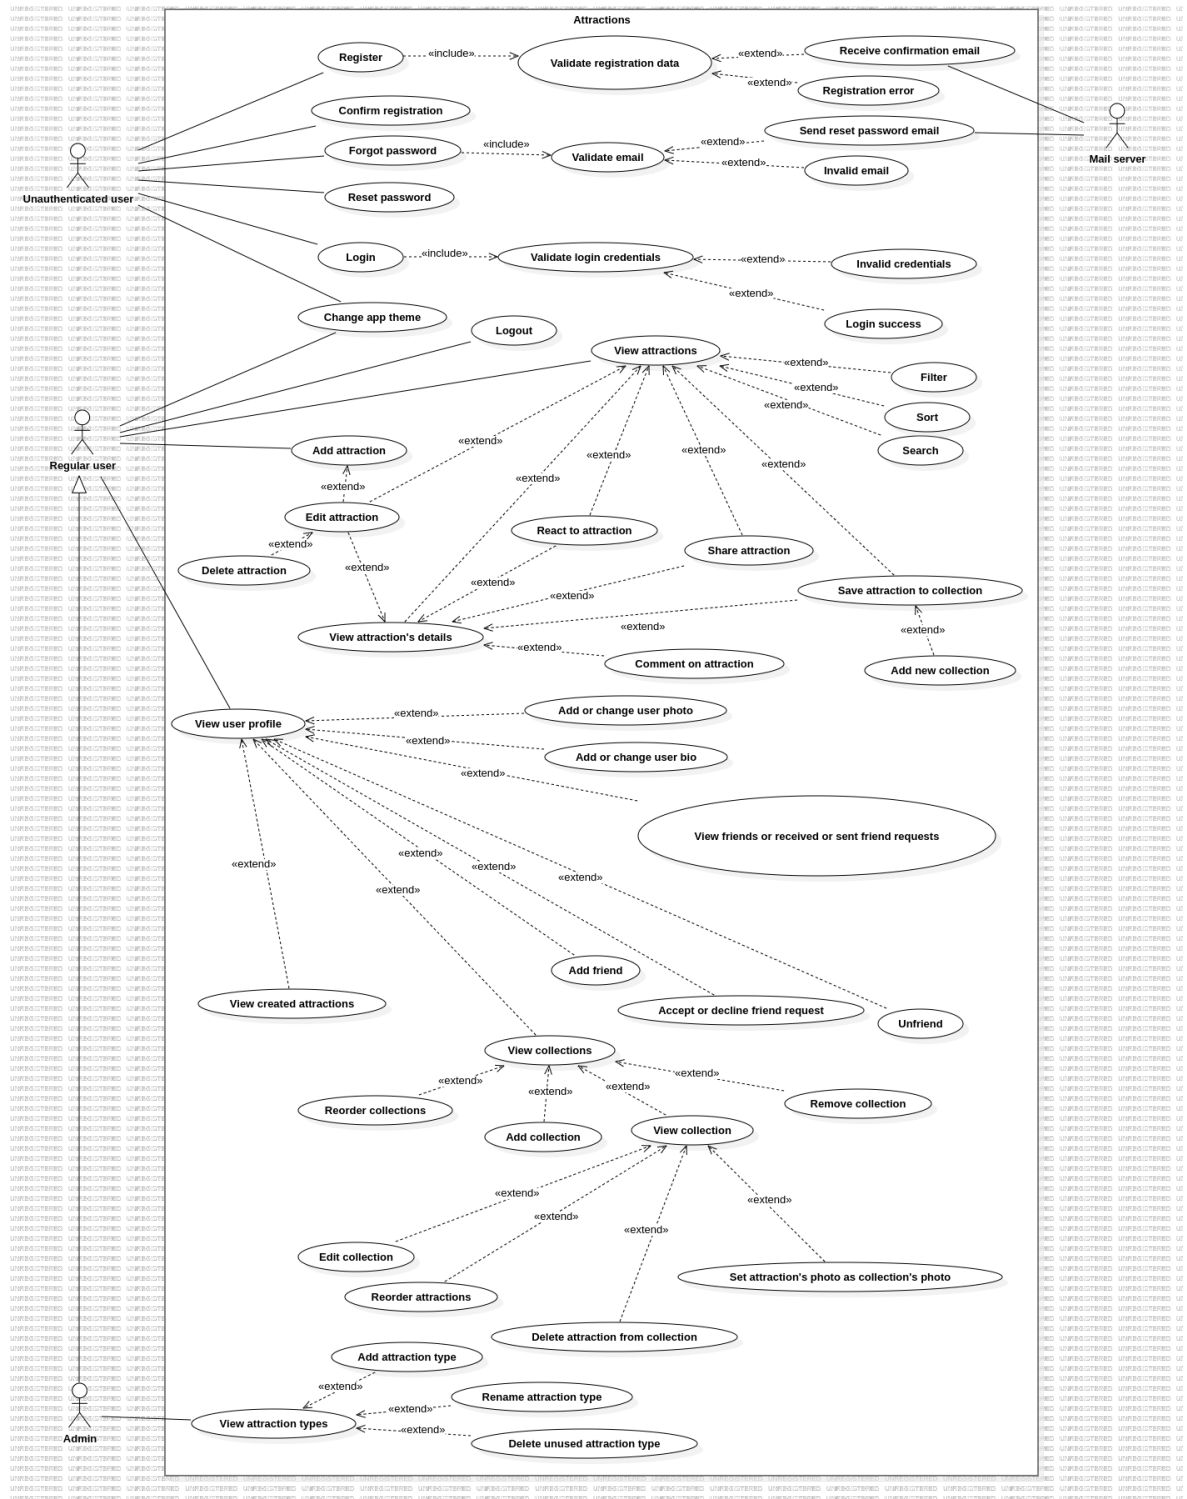 Attractions
Register
«include»
Validate registration data
«extend»
Receive confirmation email
«extend»
Registration error
Confirm registration
Send reset password email
Forgot password
«include»
Validate email
«extend»
«extend»
Invalid email
Mail server
Unauthenticated user
Reset password
Login
«include»
Validate login credentials
«extend»
Invalid credentials
«extend»
Login success
Change app theme
Logout
View attractions
«extend»
Filter
«extend»
«extend»
Sort
Search
Regular user
Add attraction
«extend»
«extend»
«extend»
«extend»
«extend»
«extend»
«extend»
Edit attraction
React to attraction
Share attraction
«extend»
Delete attraction
«extend»
«extend»
«extend»
Save attraction to collection
View attraction's details
«extend»
«extend»
«extend»
Comment on attraction
Add new collection
View user profile
«extend»
Add or change user photo
«extend»
Add or change user bio
«extend»
View friends or received or sent friend requests
«extend»
«extend»
«extend»
«extend»
«extend»
Add friend
View created attractions
Accept or decline friend request
Unfriend
View collections
«extend»
«extend»
«extend»
«extend»
Reorder collections
Add collection
View collection
Remove collection
«extend»
«extend»
«extend»
«extend»
Edit collection
Reorder attractions
Set attraction's photo as collection's photo
Delete attraction from collection
Add attraction type
«extend»
Rename attraction type
«extend»
View attraction types
«extend»
Delete unused attraction type
Admin
UNREGISTERED